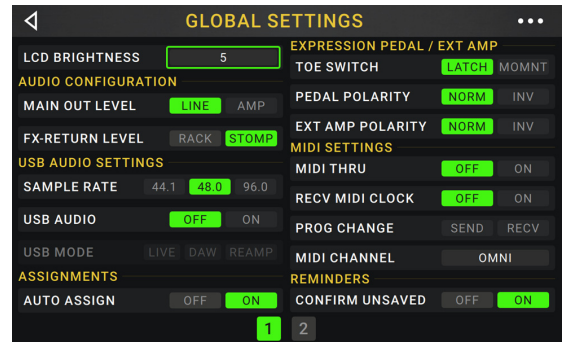 GLOBAL SETTINGS
LCD BRIGHTNESS 5
AUDIO CONFIGURATION
MAIN OUT LEVEL LINE AMP
FX-RETURN LEVEL RACK STOMP
USB AUDIO SETTINGS
SAMPLE RATE 44.1 48.0 96.0
USB AUDIO OFF ON
USB MODE LIVE DAW REAMP
ASSIGNMENTS
AUTO ASSIGN OFF ON
EXPRESSION PEDAL / EXT AMP
TOE SWITCH LATCH MOMNT
PEDAL POLARITY NORM INV
EXT AMP POLARITY NORM INV
MIDI SETTINGS
MIDI THRU OFF ON
RECV MIDI CLOCK OFF ON
PROG CHANGE SEND RECV
MIDI CHANNEL OMNI
REMINDERS
CONFIRM UNSAVED OFF ON
1 2